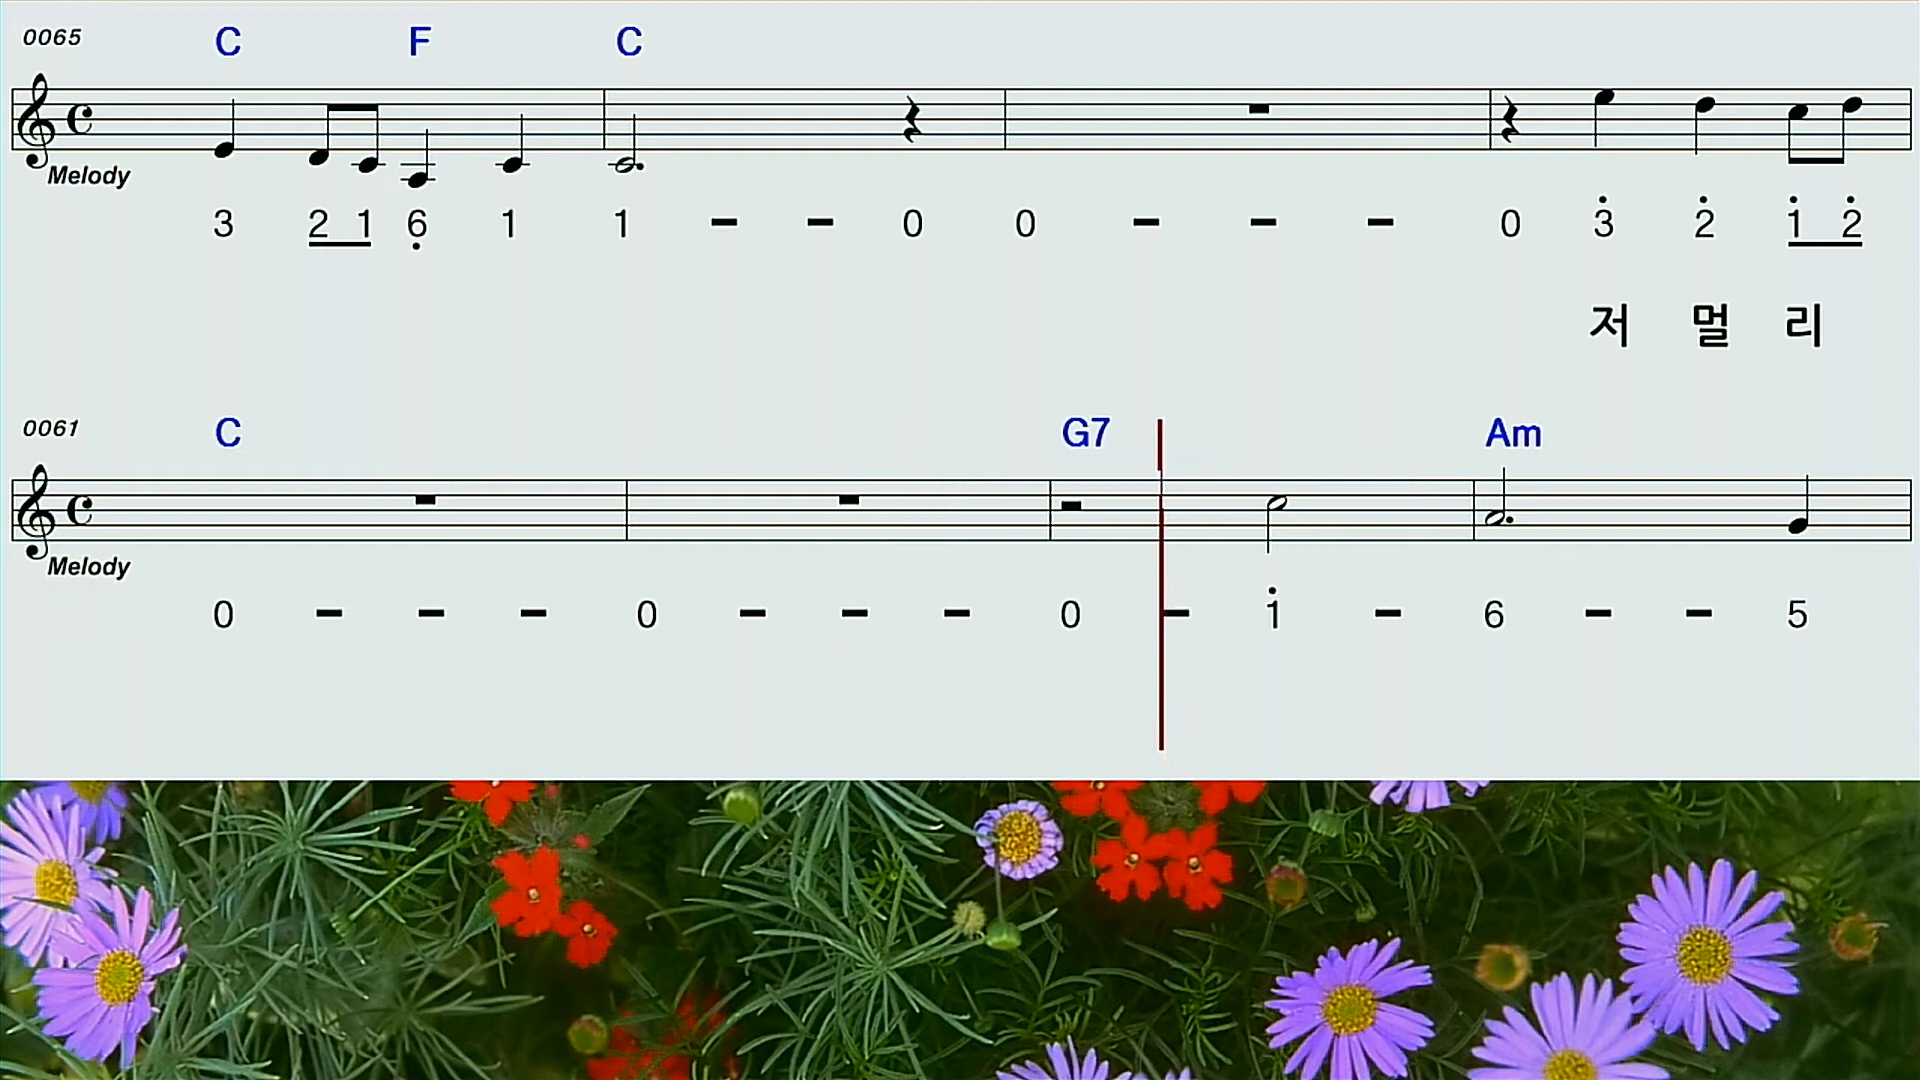 0065 C F C
Melody
3 2 1 6 1 1 - - 0 0 - - - 0 3 2 1 2
저 멀 리
0061 C G7 Am
Melody
0 - - - 0 - - - 0 - 1 - 6 - - 5